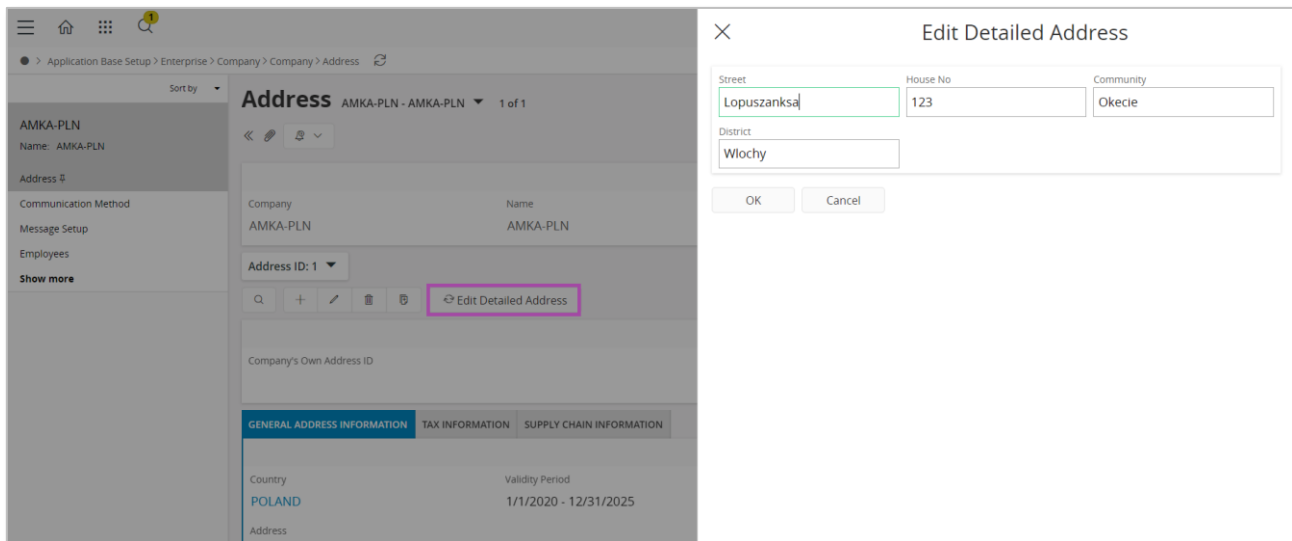 1
Application Base Setup > Enterprise > Company > Company > Address
Sort by
AMKA-PLN
Name: AMKA-PLN
Address
Communication Method
Message Setup
Employees
Show more
Address AMKA-PLN - AMKA-PLN 1 of 1
Company Name
AMKA-PLN AMKA-PLN
Address ID: 1
Edit Detailed Address
Company's Own Address ID
GENERAL ADDRESS INFORMATION TAX INFORMATION SUPPLY CHAIN INFORMATION
Country Validity Period
POLAND 1/1/2020 - 12/31/2025
Address
Edit Detailed Address
Street House No Community
Lopuszanksa 123 Okecie
District
Wlochy
OK Cancel